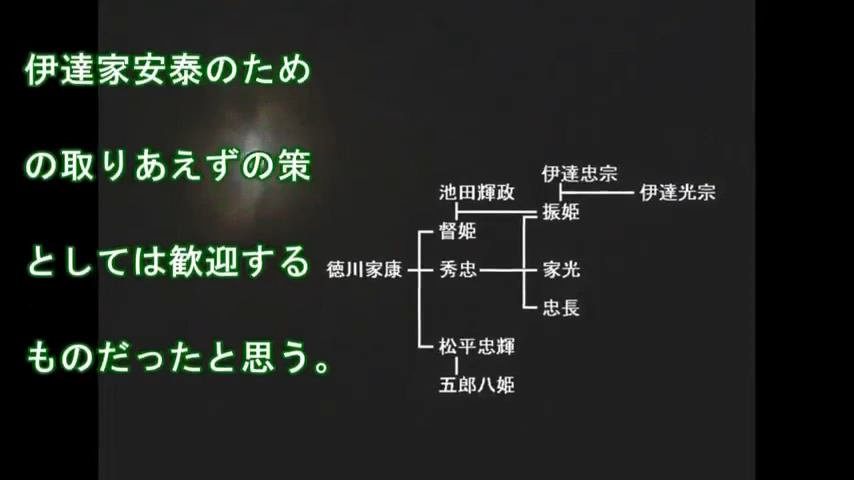 伊達家安泰のため
の取りあえずの策
としては歓迎する
ものだったと思う。
伊達忠宗
池田輝政
伊達光宗
振姫
督姫
徳川家康
秀忠
家光
忠長
松平忠輝
五郎八姫